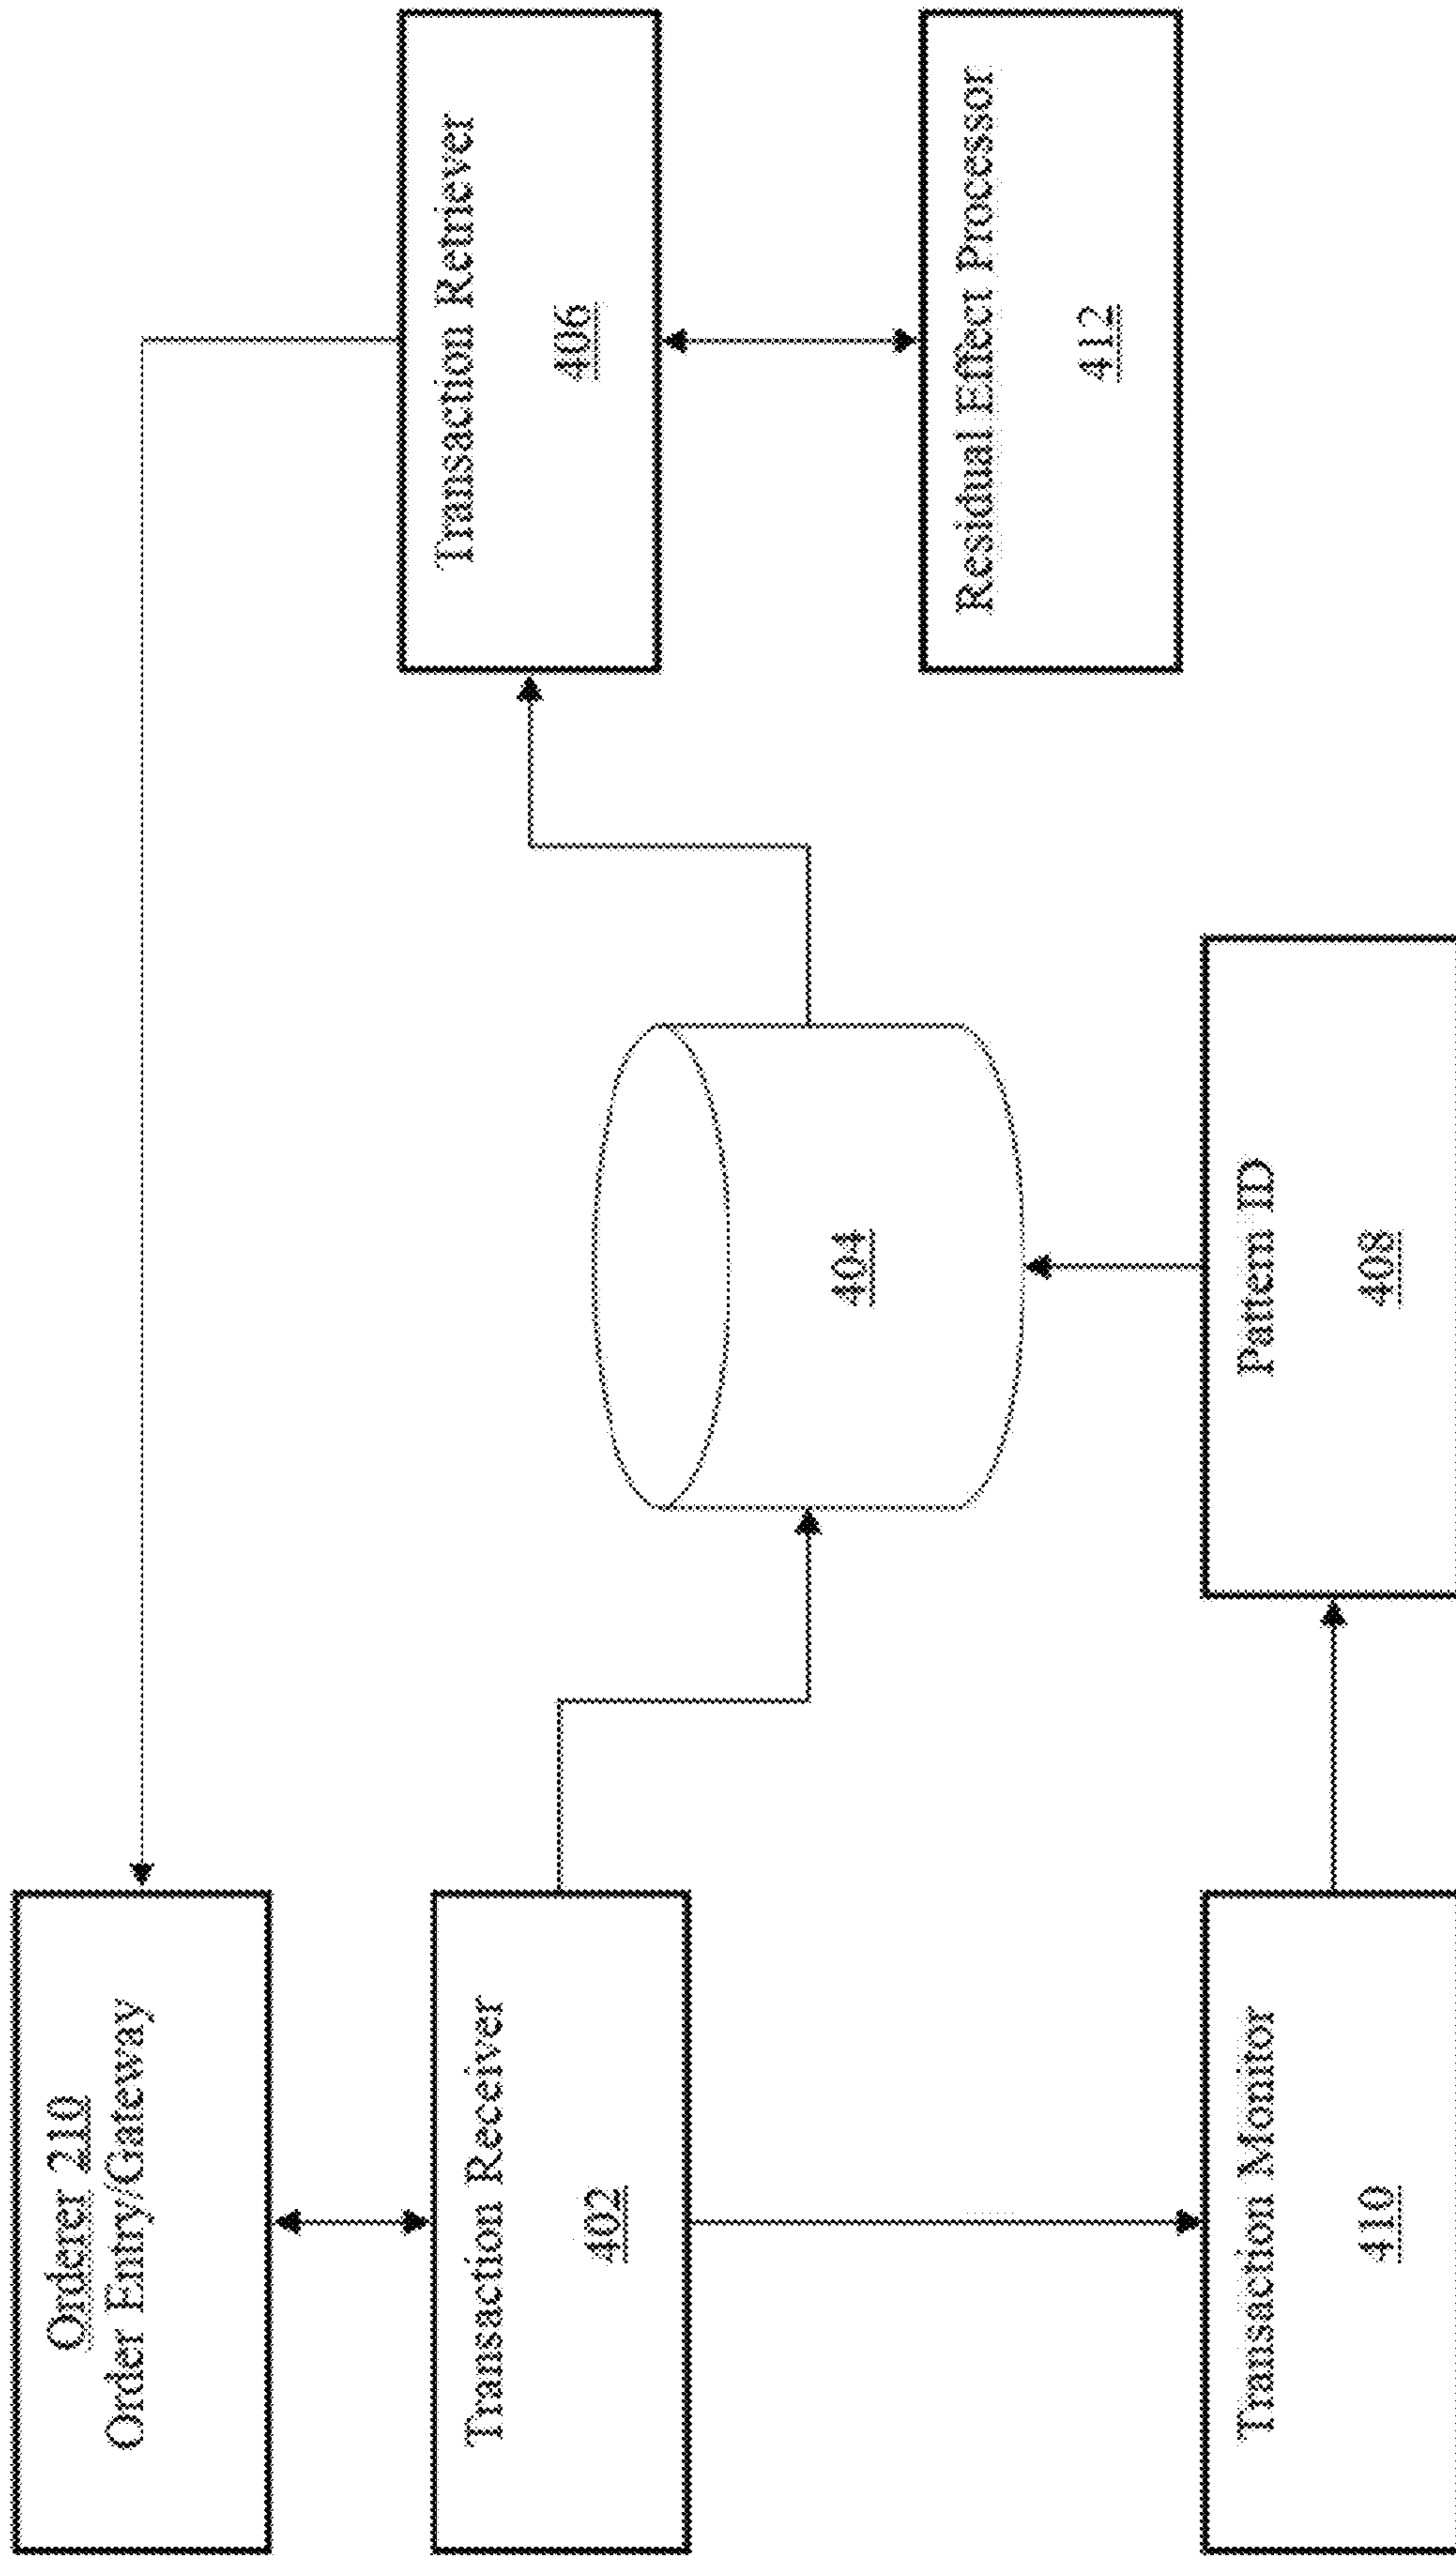 Orderer 210
Order Entry/Gateway
Transaction Receiver
402
Transaction Monitor
410
404
Pattern ID
408
Transaction Retriever
406
Residual Effect Processor
412